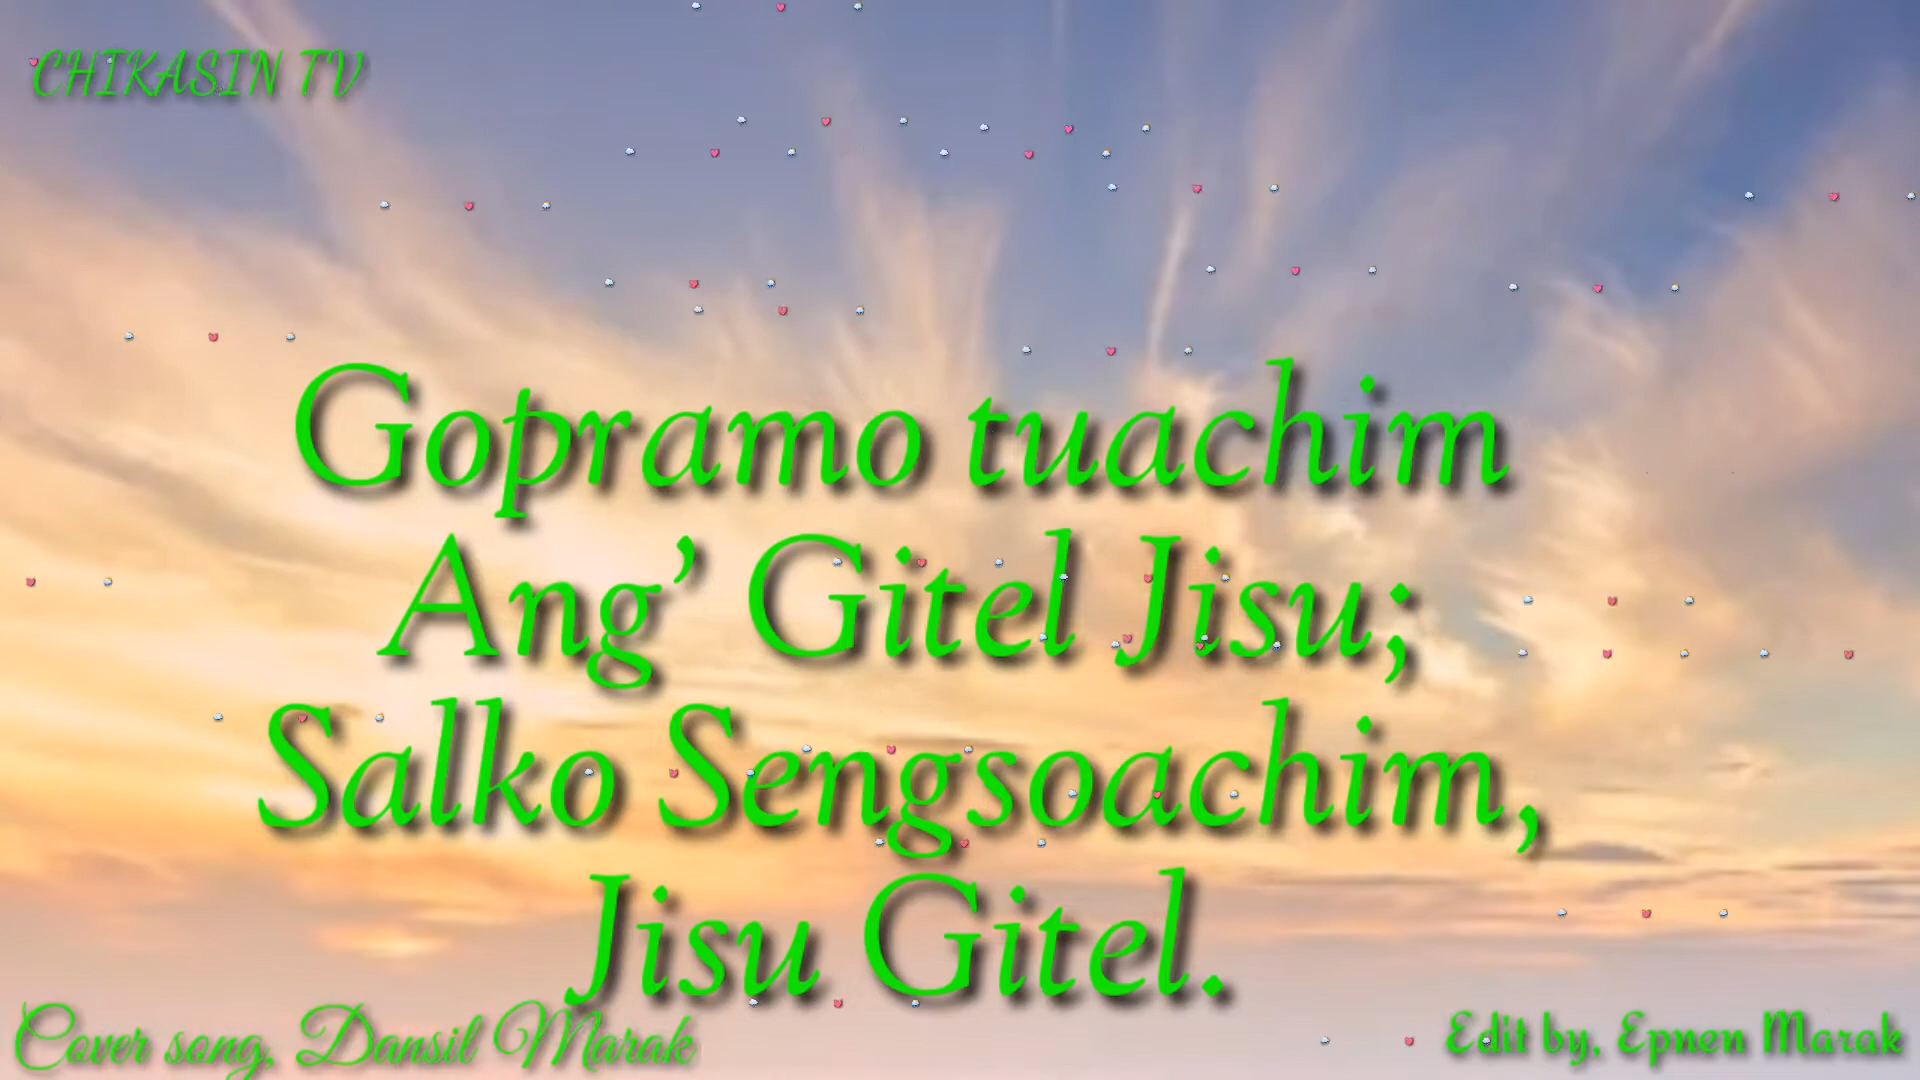 CHIKASIN TV
Gopramo tuachim
Ang’ Gitel Jisu;
Salko Sengsoachim,
Jisu Gitel.
Cover song, Dansil Marak
Edit by, Epnen Marak